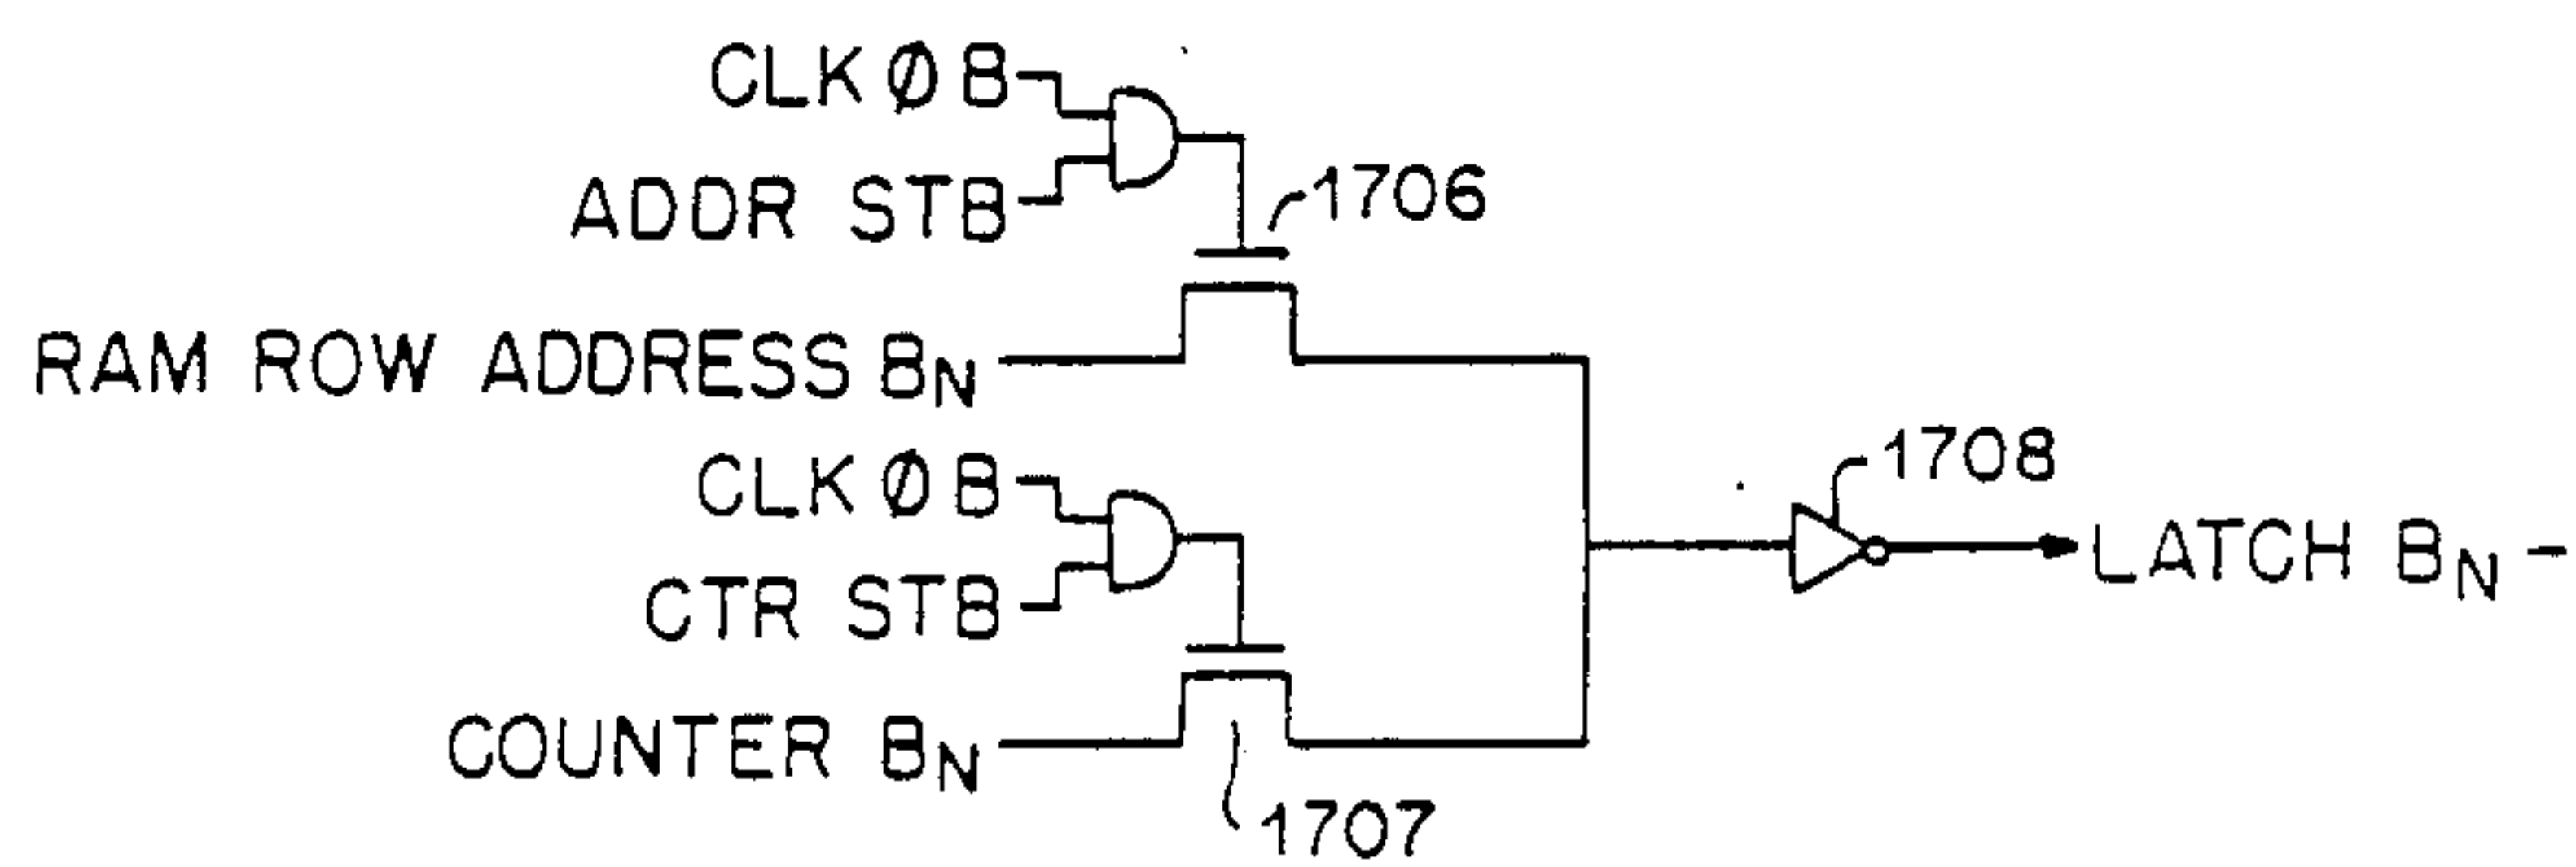 CLK Ø B
ADDR STB
1706
RAM ROW ADDRESS BN
CLK Ø B
1708
LATCH BN -
CTR STB
COUNTER BN
1707